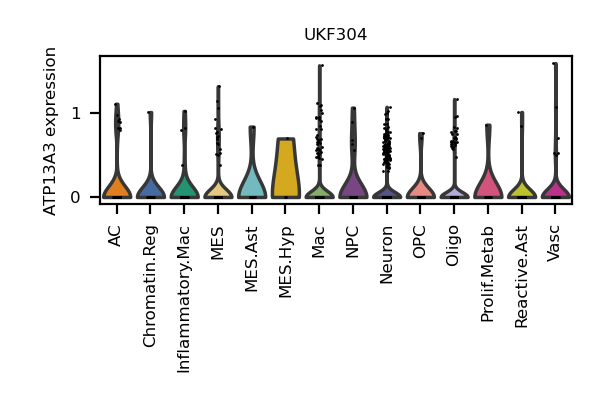 UKF304
ATP13A3 expression
1
0
AC
Chromatin.Reg
Inflammatory.Mac
MES
MES.Ast
MES.Hyp
Mac
NPC
Neuron
OPC
Oligo
Prolif.Metab
Reactive.Ast
Vasc